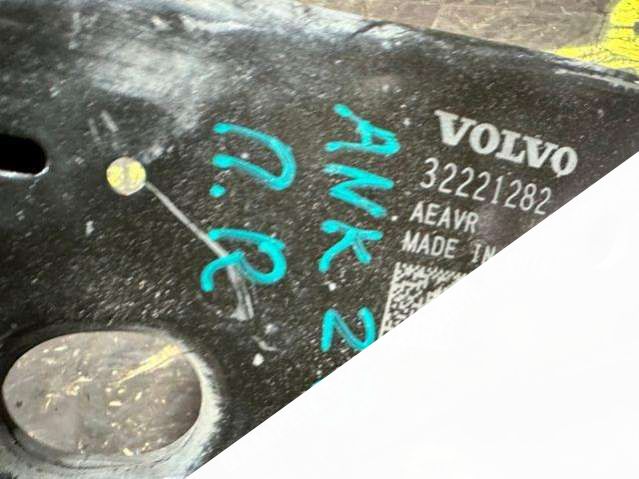 VOLVO
32221282
AEAVR
MADE IN
ANK 2
П.R